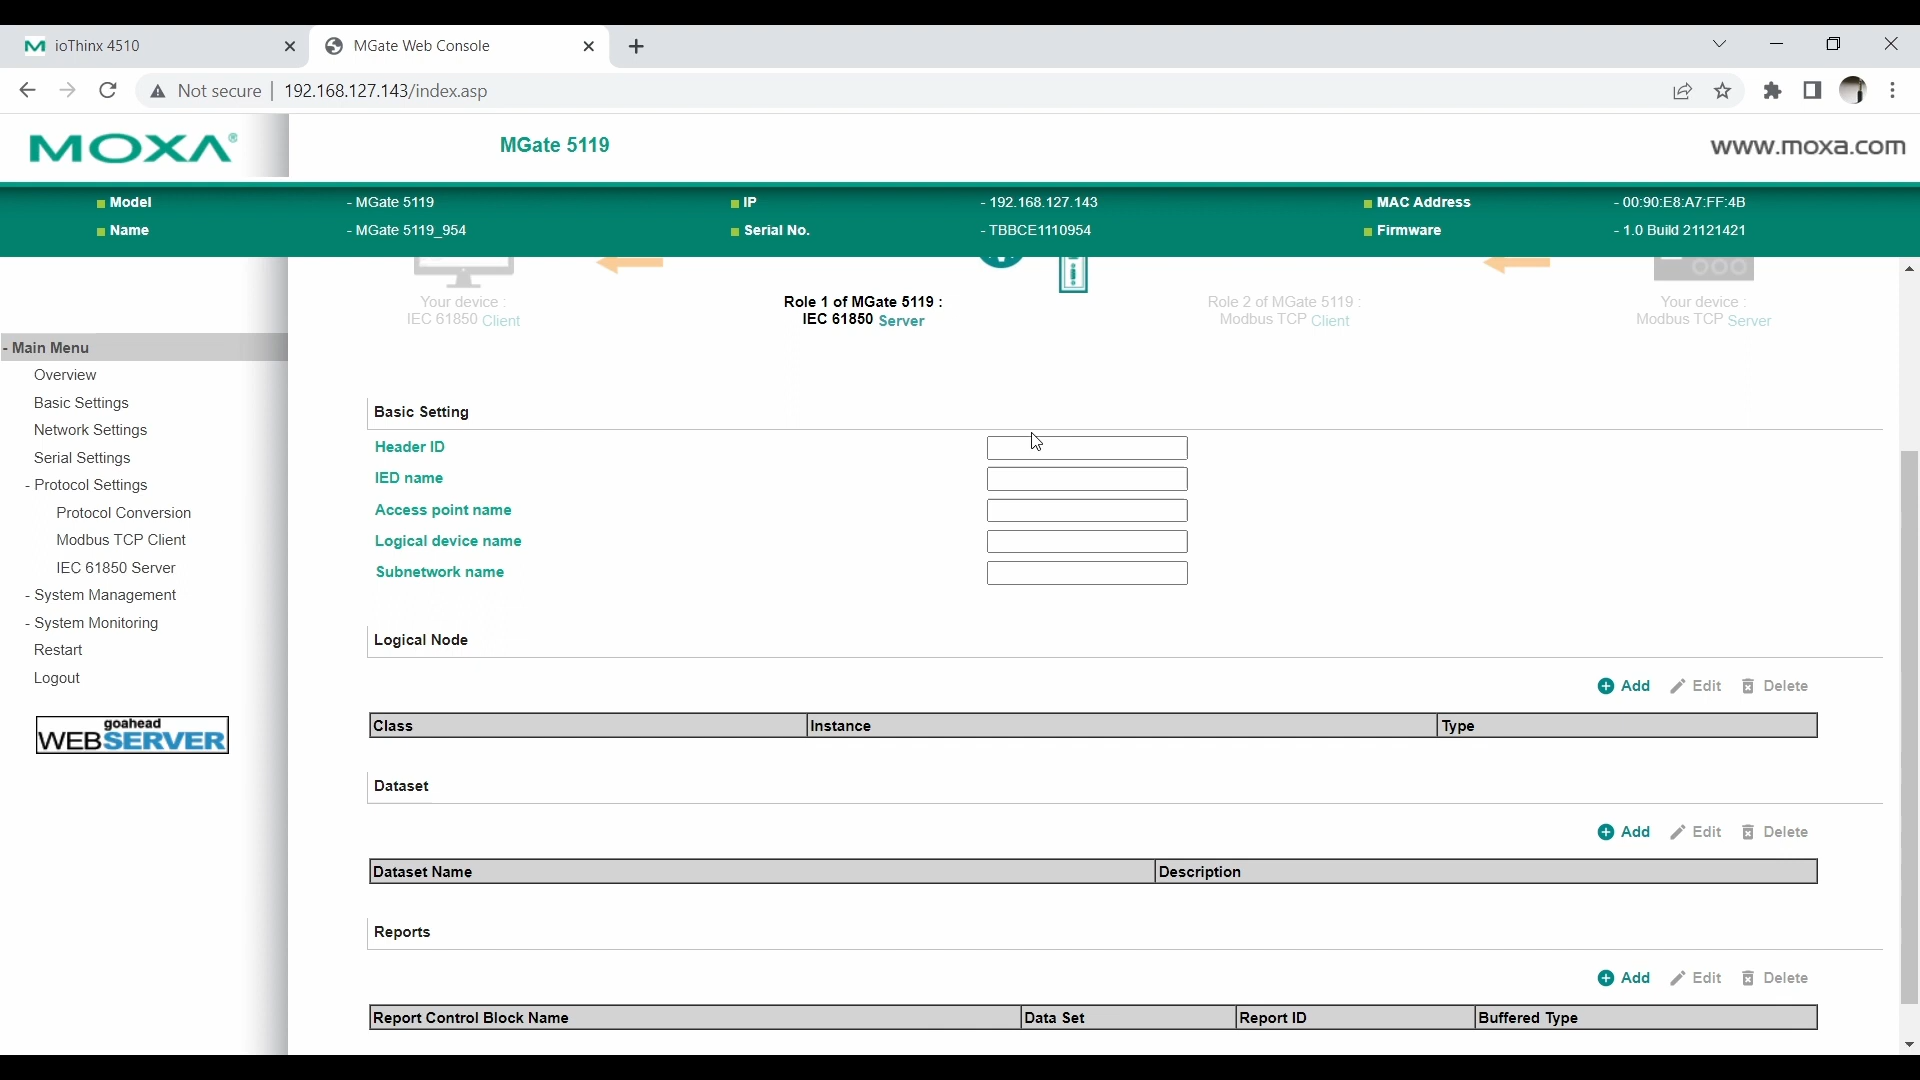 ioThinx 4510
MGate Web Console
Not secure
192.168.127.143/index.asp
MOXA®
MGate 5119
www.moxa.com
Model - MGate 5119 IP - 192.168.127.143 MAC Address - 00:90:E8:A7:FF:4B
Name - MGate 5119_954 Serial No. - TBBCE1110954 Firmware - 1.0 Build 21121421
Your device :
IEC 61850 Client
Role 1 of MGate 5119 :
IEC 61850 Server
Role 2 of MGate 5119 :
Modbus TCP Client
Your device :
Modbus TCP Server
- Main Menu
Overview
Basic Settings
Network Settings
Serial Settings
- Protocol Settings
Protocol Conversion
Modbus TCP Client
IEC 61850 Server
- System Management
- System Monitoring
Restart
Logout
goahead
WEBSERVER
Basic Setting
Header ID
IED name
Access point name
Logical device name
Subnetwork name
Logical Node
Add Edit Delete
Class Instance Type
Dataset
Add Edit Delete
Dataset Name Description
Reports
Add Edit Delete
Report Control Block Name Data Set Report ID Buffered Type